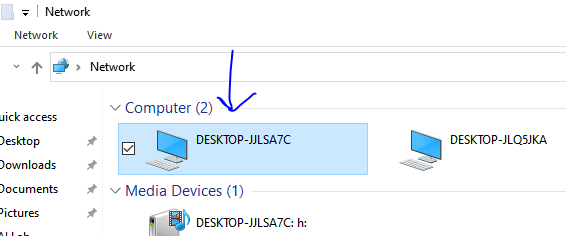 Network
Network View
Network
Computer (2)
uick access
DESKTOP-JJLSA7C DESKTOP-JLQ5JKA
Desktop
Downloads
Documents
Media Devices (1)
Pictures
DESKTOP-JJLSA7C: h: